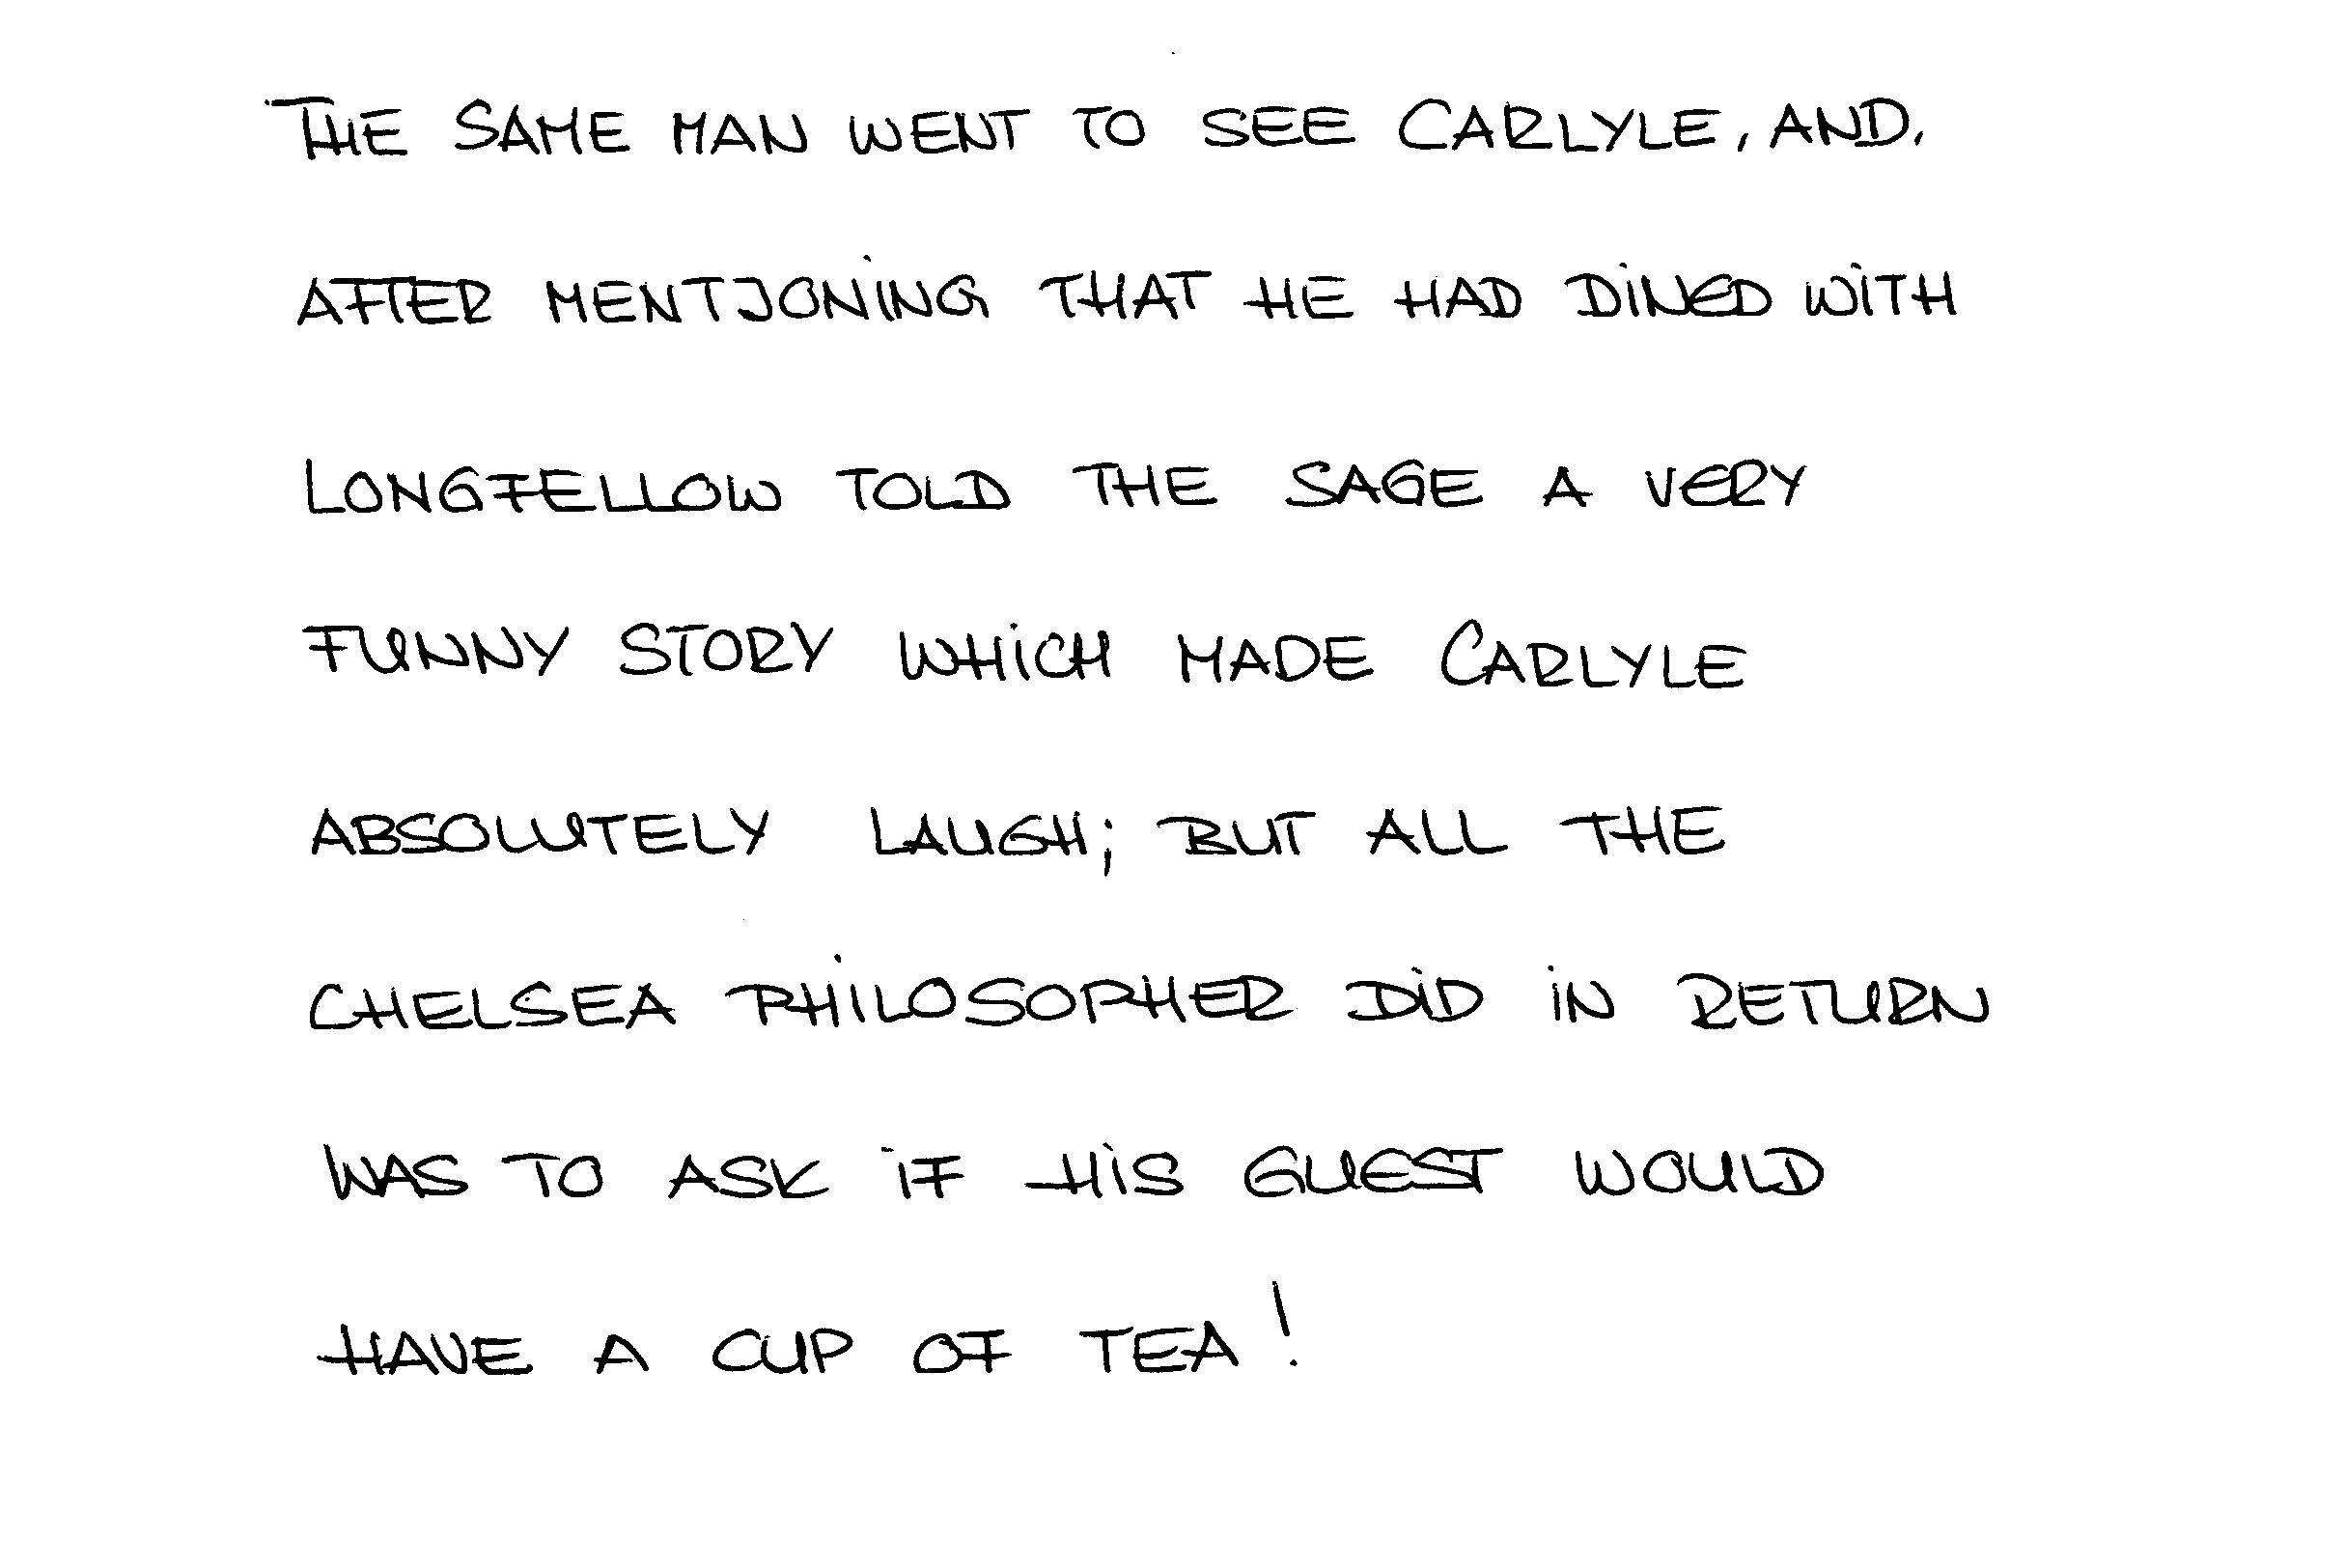 THE SAME MAN WENT TO SEE CARLYLE, AND,
AFTER MENTJONING THAT HE HAD DINED WITH
LONGFELLOW TOLD THE SAGE A VERY
FUNNY STORY WHICH MADE CARLYLE
ABSOLUTELY LAUGH; BUT ALL THE
CHELSEA PHILOSOPHER DID IN RETURN
WAS TO ASK IF HIS GUEST WOULD
HAVE A CUP OF TEA!